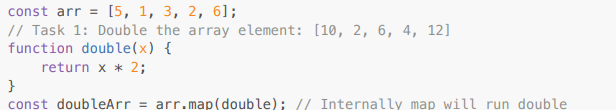 const arr = [5, 1, 3, 2, 6];
// Task 1: Double the array element: [10, 2, 6, 4, 12]
function double(x) {
    return x * 2;
}
const doubleArr = arr.map(double); // Internally map will run double